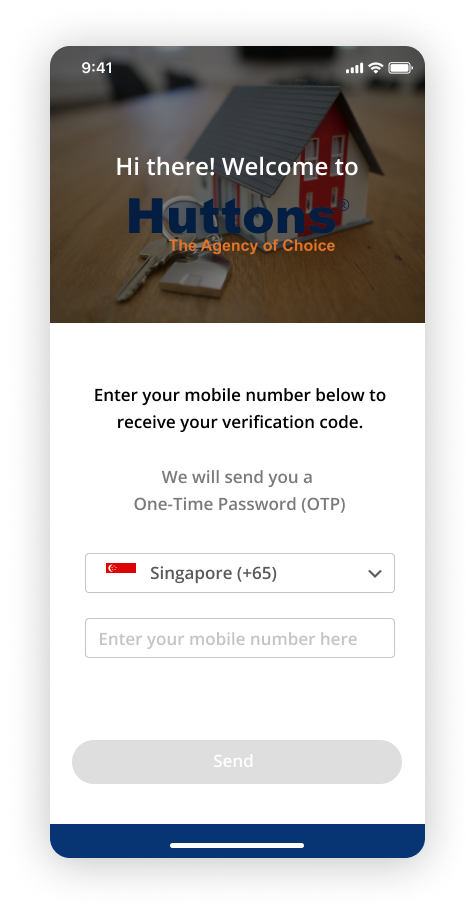 9:41
Hi there! Welcome to
Huttons®
The Agency of Choice
Enter your mobile number below to
receive your verification code.
We will send you a
One-Time Password (OTP)
Singapore (+65)
Enter your mobile number here
Send